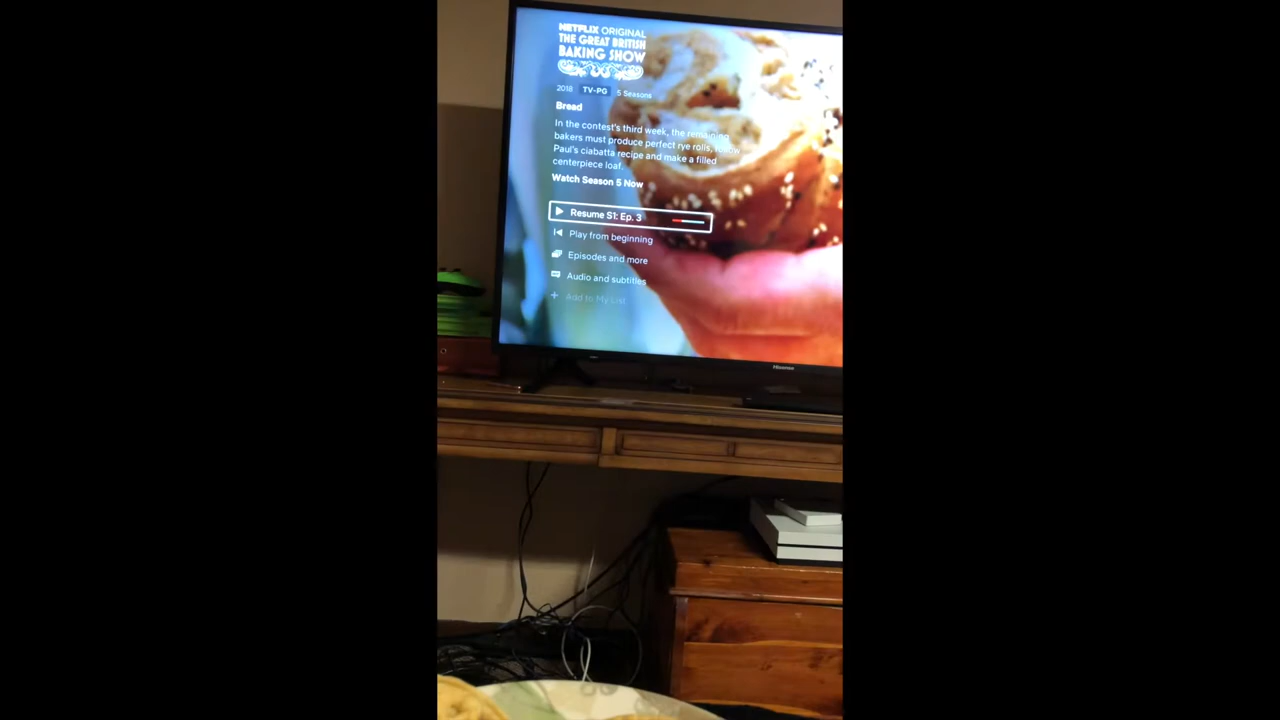 NETFLIX ORIGINAL
THE GREAT BRITISH
BAKING SHOW
2018 TV-PG 5 Seasons
Bread
In the contest's third week, the remaining
bakers must produce perfect rye rolls, follow
Paul's ciabatta recipe and make a filled
centerpiece loaf.
Watch Season 5 Now
Resume S1: Ep. 3
Play from beginning
Episodes and more
Audio and subtitles
Add to My List
Hisense